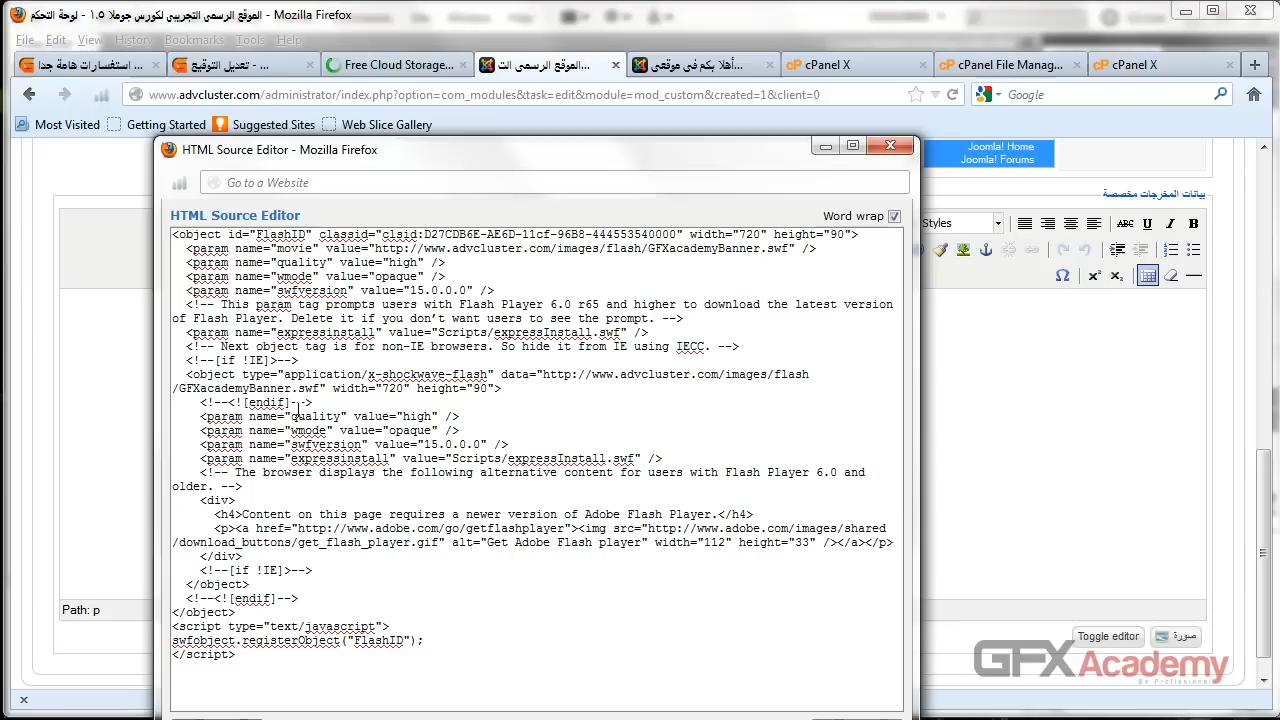 الموقع الرسمى التجريبى لكورس جوملا ١.٥ - لوحة التحكم - Mozilla Firefox
File Edit View History Bookmarks Tools Help
استفسارات هامة جدا ...
تعديل التوقيع - ...
Free Cloud Storage...
الموقع الرسمى الت...
أهلا بكم فى موقعى...
cP cPanel X
cP cPanel File Manag...
cP cPanel X
www.advcluster.com/administrator/index.php?option=com_modules&task=edit&module=mod_custom&created=1&client=0
Google
Most Visited Getting Started Suggested Sites Web Slice Gallery
HTML Source Editor - Mozilla Firefox
Joomla! Home
Joomla! Forums
Go to a Website
بيانات المخرجات مخصصة
HTML Source Editor
Word wrap
Styles
ABC U I B
<object id="FlashID" classid="clsid:D27CDB6E-AE6D-11cf-96B8-444553540000" width="720" height="90">
<param name="movie" value="http://www.advcluster.com/images/flash/GFXacademyBanner.swf" />
<param name="quality" value="high" />
<param name="wmode" value="opaque" />
<param name="swfversion" value="15.0.0.0" />
<!-- This param tag prompts users with Flash Player 6.0 r65 and higher to download the latest version
of Flash Player. Delete it if you don’t want users to see the prompt. -->
<param name="expressinstall" value="Scripts/expressInstall.swf" />
<!-- Next object tag is for non-IE browsers. So hide it from IE using IECC. -->
<!--[if !IE]>-->
<object type="application/x-shockwave-flash" data="http://www.advcluster.com/images/flash
/GFXacademyBanner.swf" width="720" height="90">
<!--<![endif]-->
<param name="quality" value="high" />
<param name="wmode" value="opaque" />
<param name="swfversion" value="15.0.0.0" />
<param name="expressinstall" value="Scripts/expressInstall.swf" />
<!-- The browser displays the following alternative content for users with Flash Player 6.0 and
older. -->
<div>
<h4>Content on this page requires a newer version of Adobe Flash Player.</h4>
<p><a href="http://www.adobe.com/go/getflashplayer"><img src="http://www.adobe.com/images/shared
/download_buttons/get_flash_player.gif" alt="Get Adobe Flash player" width="112" height="33" /></a></p>
</div>
<!--[if !IE]>-->
</object>
<!--<![endif]-->
</object>
<script type="text/javascript">
swfobject.registerObject("FlashID");
</script>
Path: p
Toggle editor
صورة
GFXAcademy
Be Professional